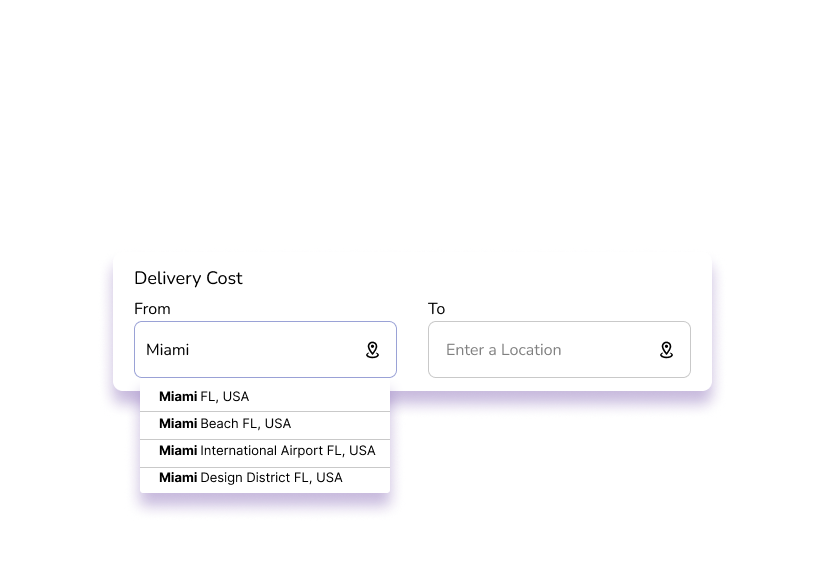 Delivery Cost
From
To
Miami
Enter a Location
Miami FL, USA
Miami Beach FL, USA
Miami International Airport FL, USA
Miami Design District FL, USA